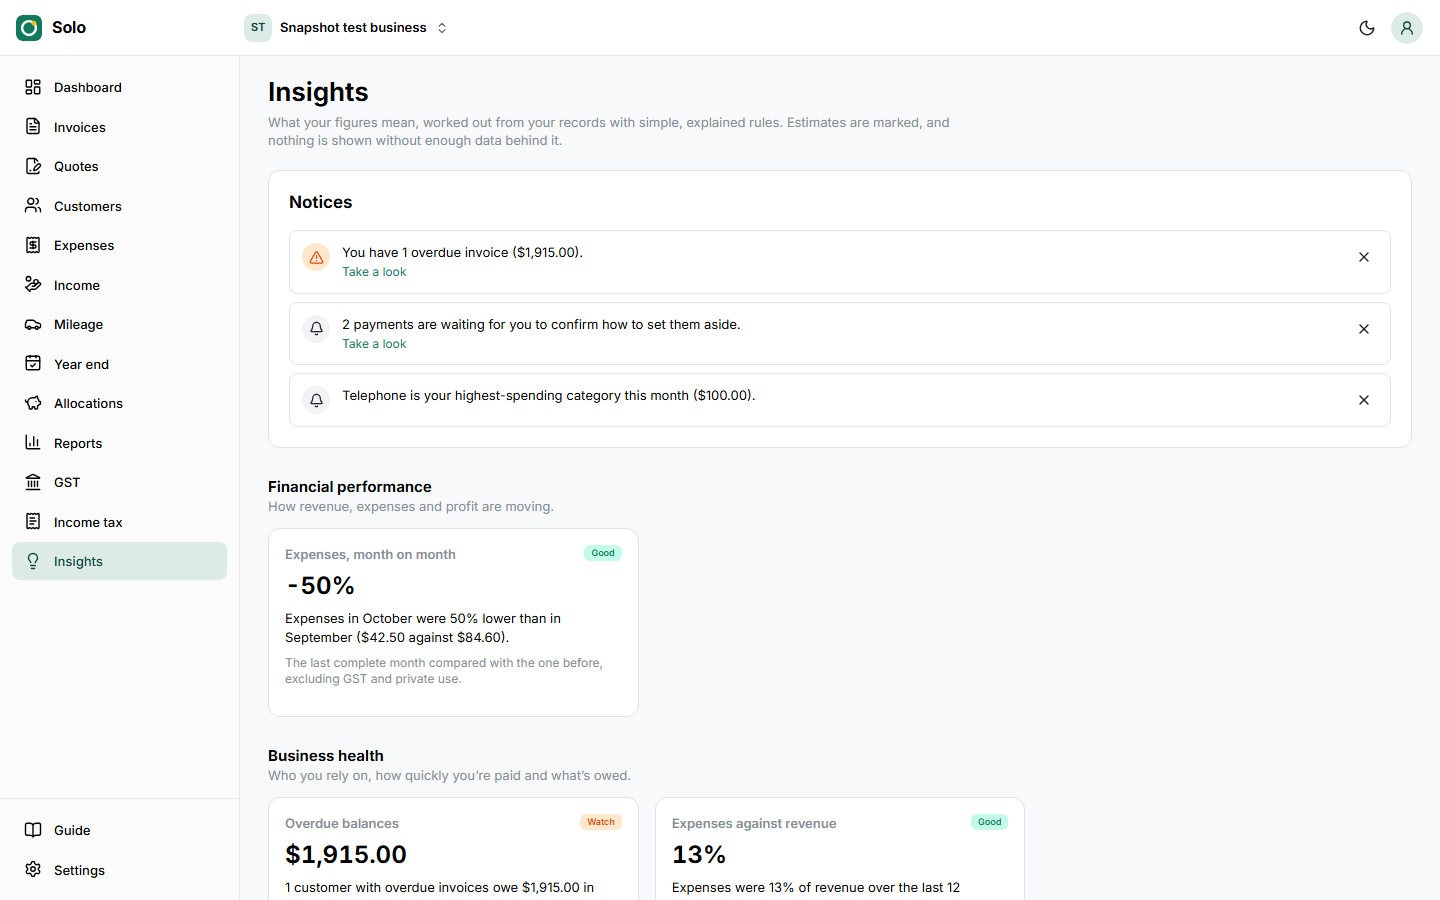 Solo
ST
Snapshot test business
Dashboard
Invoices
Quotes
Customers
Expenses
Income
Mileage
Year end
Allocations
Reports
GST
Income tax
Insights
Guide
Settings
Insights
What your figures mean, worked out from your records with simple, explained rules. Estimates are marked, and
nothing is shown without enough data behind it.
Notices
You have 1 overdue invoice ($1,915.00).
Take a look
2 payments are waiting for you to confirm how to set them aside.
Take a look
Telephone is your highest-spending category this month ($100.00).
Financial performance
How revenue, expenses and profit are moving.
Expenses, month on month
Good
-50%
Expenses in October were 50% lower than in
September ($42.50 against $84.60).
The last complete month compared with the one before,
excluding GST and private use.
Business health
Who you rely on, how quickly you’re paid and what’s owed.
Overdue balances
Watch
$1,915.00
1 customer with overdue invoices owe $1,915.00 in
Expenses against revenue
Good
13%
Expenses were 13% of revenue over the last 12